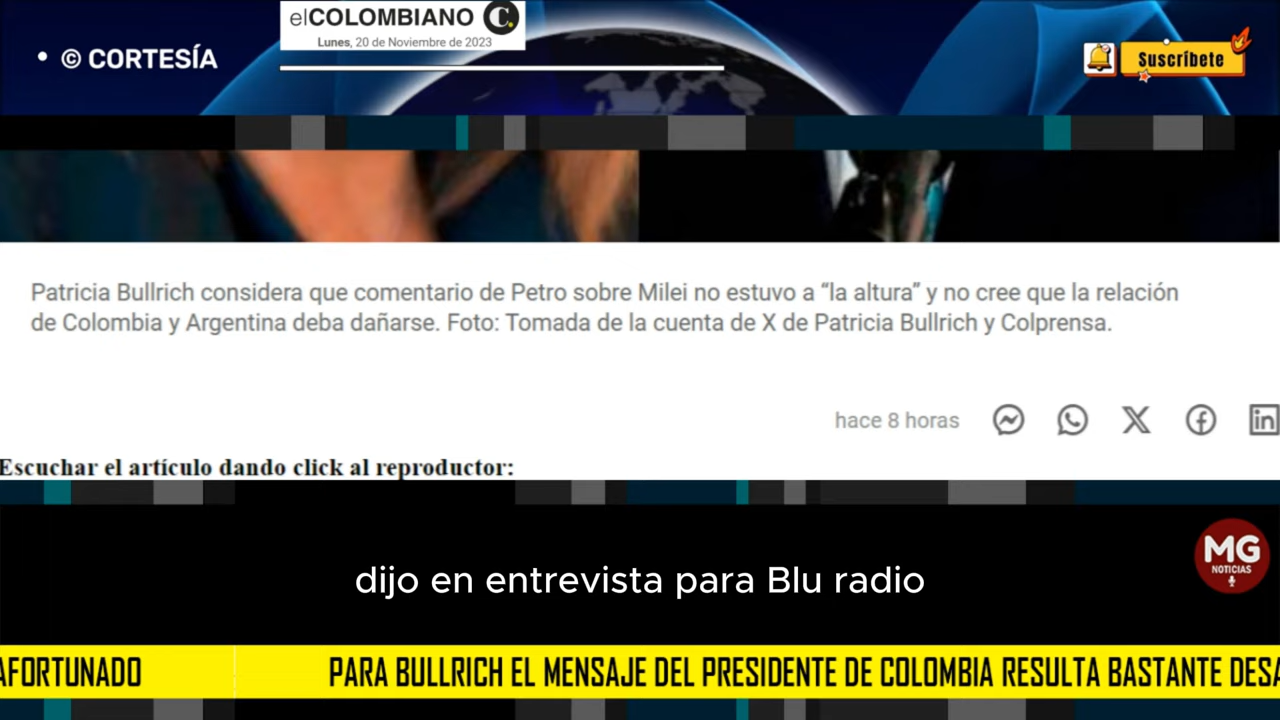 elCOLOMBIANO C.
Lunes, 20 de Noviembre de 2023
© CORTESÍA
Suscríbete
Patricia Bullrich considera que comentario de Petro sobre Milei no estuvo a “la altura” y no cree que la relación
de Colombia y Argentina deba dañarse. Foto: Tomada de la cuenta de X de Patricia Bullrich y Colprensa.
hace 8 horas
Escuchar el artículo dando click al reproductor:
MG
NOTICIAS
dijo en entrevista para Blu radio
AFORTUNADO PARA BULLRICH EL MENSAJE DEL PRESIDENTE DE COLOMBIA RESULTA BASTANTE DESA